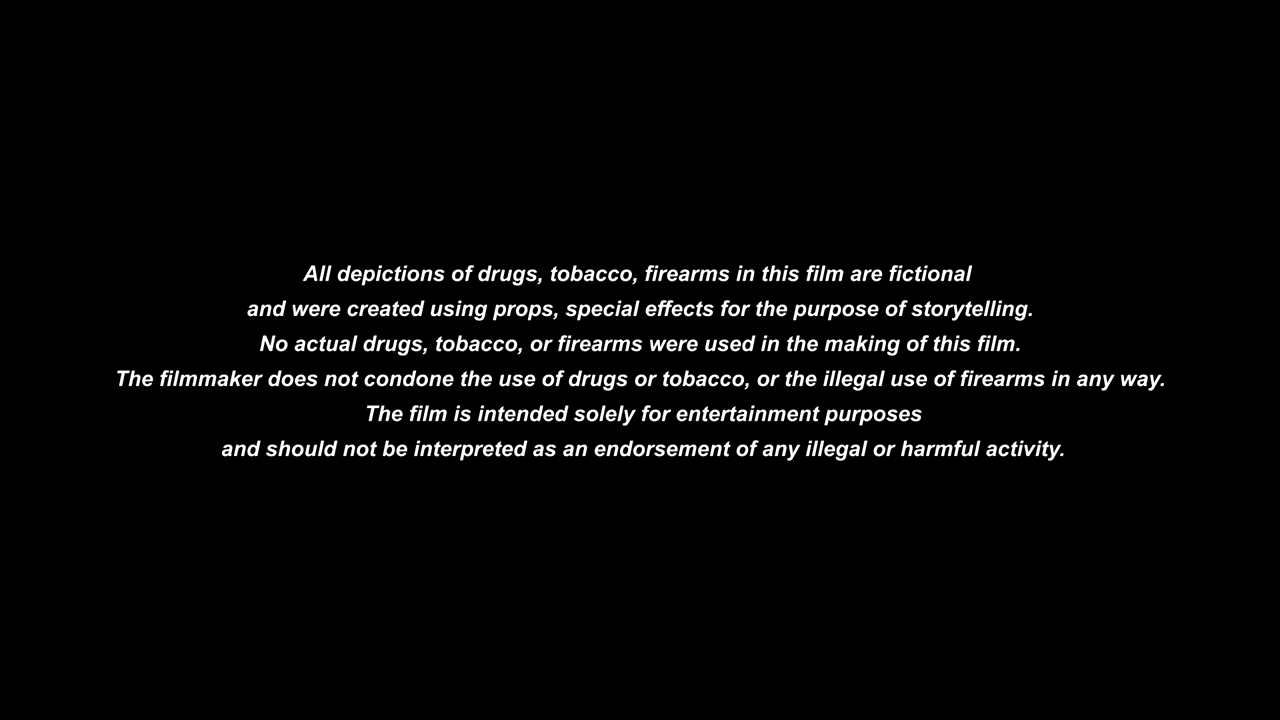 All depictions of drugs, tobacco, firearms in this film are fictional
and were created using props, special effects for the purpose of storytelling.
No actual drugs, tobacco, or firearms were used in the making of this film.
The filmmaker does not condone the use of drugs or tobacco, or the illegal use of firearms in any way.
The film is intended solely for entertainment purposes
and should not be interpreted as an endorsement of any illegal or harmful activity.